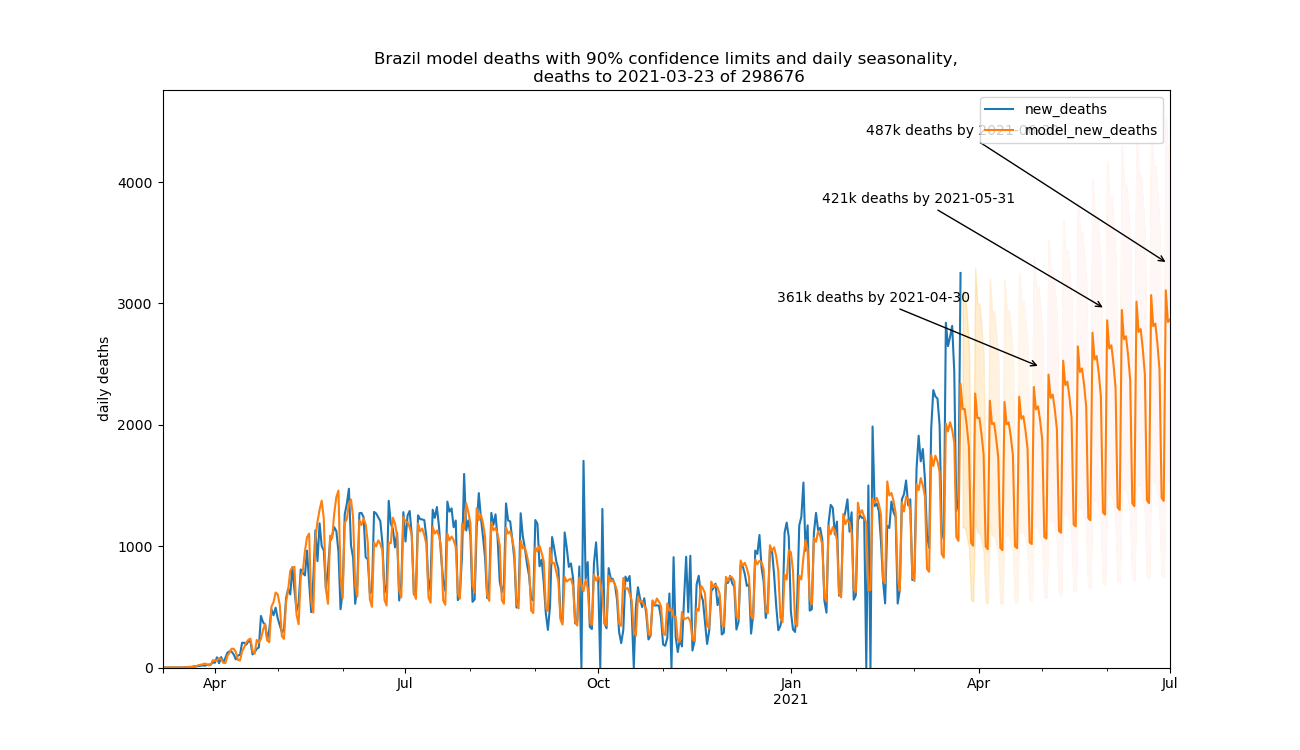 Brazil model deaths with 90% confidence limits and daily seasonality,
deaths to 2021-03-23 of 298676
new_deaths
model_new_deaths
487k deaths by
421k deaths by 2021-05-31
361k deaths by 2021-04-30
daily deaths
4000
3000
2000
1000
0
Apr
Jul
Oct
Jan
2021
Apr
Jul